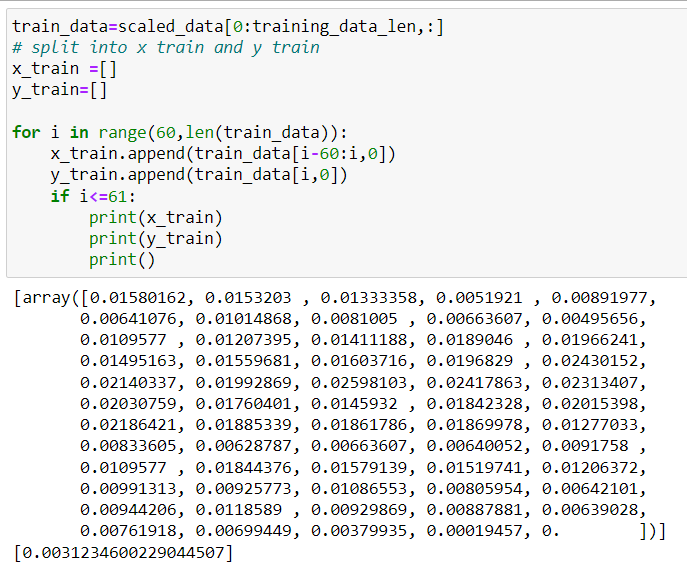 train_data=scaled_data[0:training_data_len,:]
# split into x train and y train
x_train =[]
y_train=[]

for i in range(60,len(train_data)):
    x_train.append(train_data[i-60:i,0])
    y_train.append(train_data[i,0])
    if i<=61:
        print(x_train)
        print(y_train)
        print()

[array([0.01580162, 0.0153203 , 0.01333358, 0.0051921 , 0.00891977,
       0.00641076, 0.01014868, 0.0081005 , 0.00663607, 0.00495656,
       0.0109577 , 0.01207395, 0.01411188, 0.0189046 , 0.01966241,
       0.01495163, 0.01559681, 0.01603716, 0.0196829 , 0.02430152,
       0.02140337, 0.01992869, 0.02598103, 0.02417863, 0.02313407,
       0.02030759, 0.01760401, 0.0145932 , 0.01842328, 0.02015398,
       0.02186421, 0.01885339, 0.01861786, 0.01869978, 0.01277033,
       0.00833605, 0.00628787, 0.00663607, 0.00640052, 0.0091758 ,
       0.0109577 , 0.01844376, 0.01579139, 0.01519741, 0.01206372,
       0.00991313, 0.00925773, 0.01086553, 0.00805954, 0.00642101,
       0.00944206, 0.0118589 , 0.00929869, 0.00887881, 0.00639028,
       0.00761918, 0.00699449, 0.00379935, 0.00019457, 0.        ])]
[0.0031234600229044507]